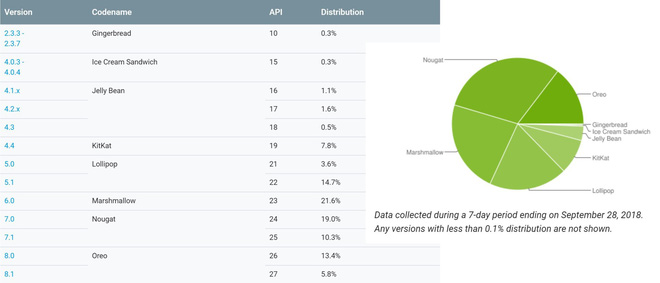 Version Codename API Distribution
2.3.3 - Gingerbread 10 0.3%
2.3.7
4.0.3 - Ice Cream Sandwich 15 0.3%
4.0.4
4.1.x Jelly Bean 16 1.1%
4.2.x 17 1.6%
4.3 18 0.5%
4.4 KitKat 19 7.8%
5.0 Lollipop 21 3.6%
5.1 22 14.7%
6.0 Marshmallow 23 21.6%
7.0 Nougat 24 19.0%
7.1 25 10.3%
8.0 Oreo 26 13.4%
8.1 27 5.8%
Nougat
Oreo
Gingerbread
Ice Cream Sandwich
Jelly Bean
Marshmallow
KitKat
Lollipop
Data collected during a 7-day period ending on September 28, 2018.
Any versions with less than 0.1% distribution are not shown.